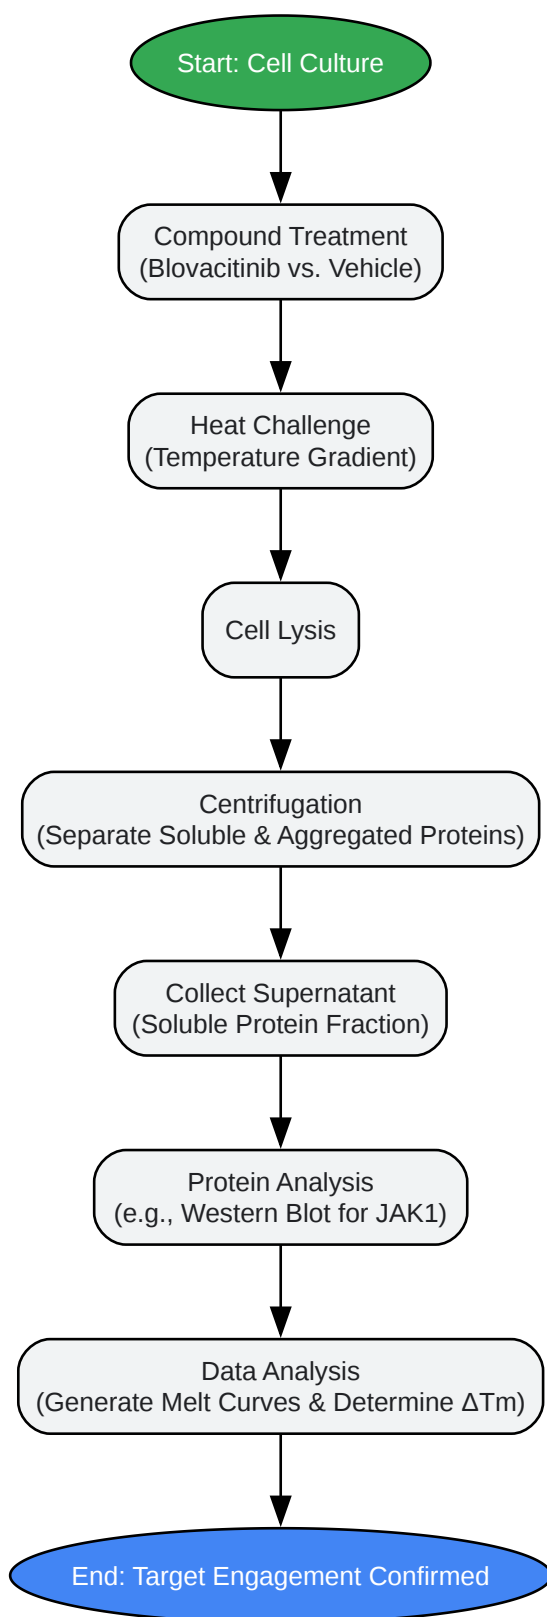 Start: Cell Culture
Compound Treatment
(Blovacitinib vs. Vehicle)
Heat Challenge
(Temperature Gradient)
Cell Lysis
Centrifugation
(Separate Soluble & Aggregated Proteins)
Collect Supernatant
(Soluble Protein Fraction)
Protein Analysis
(e.g., Western Blot for JAK1)
Data Analysis
(Generate Melt Curves & Determine ΔTm)
End: Target Engagement Confirmed